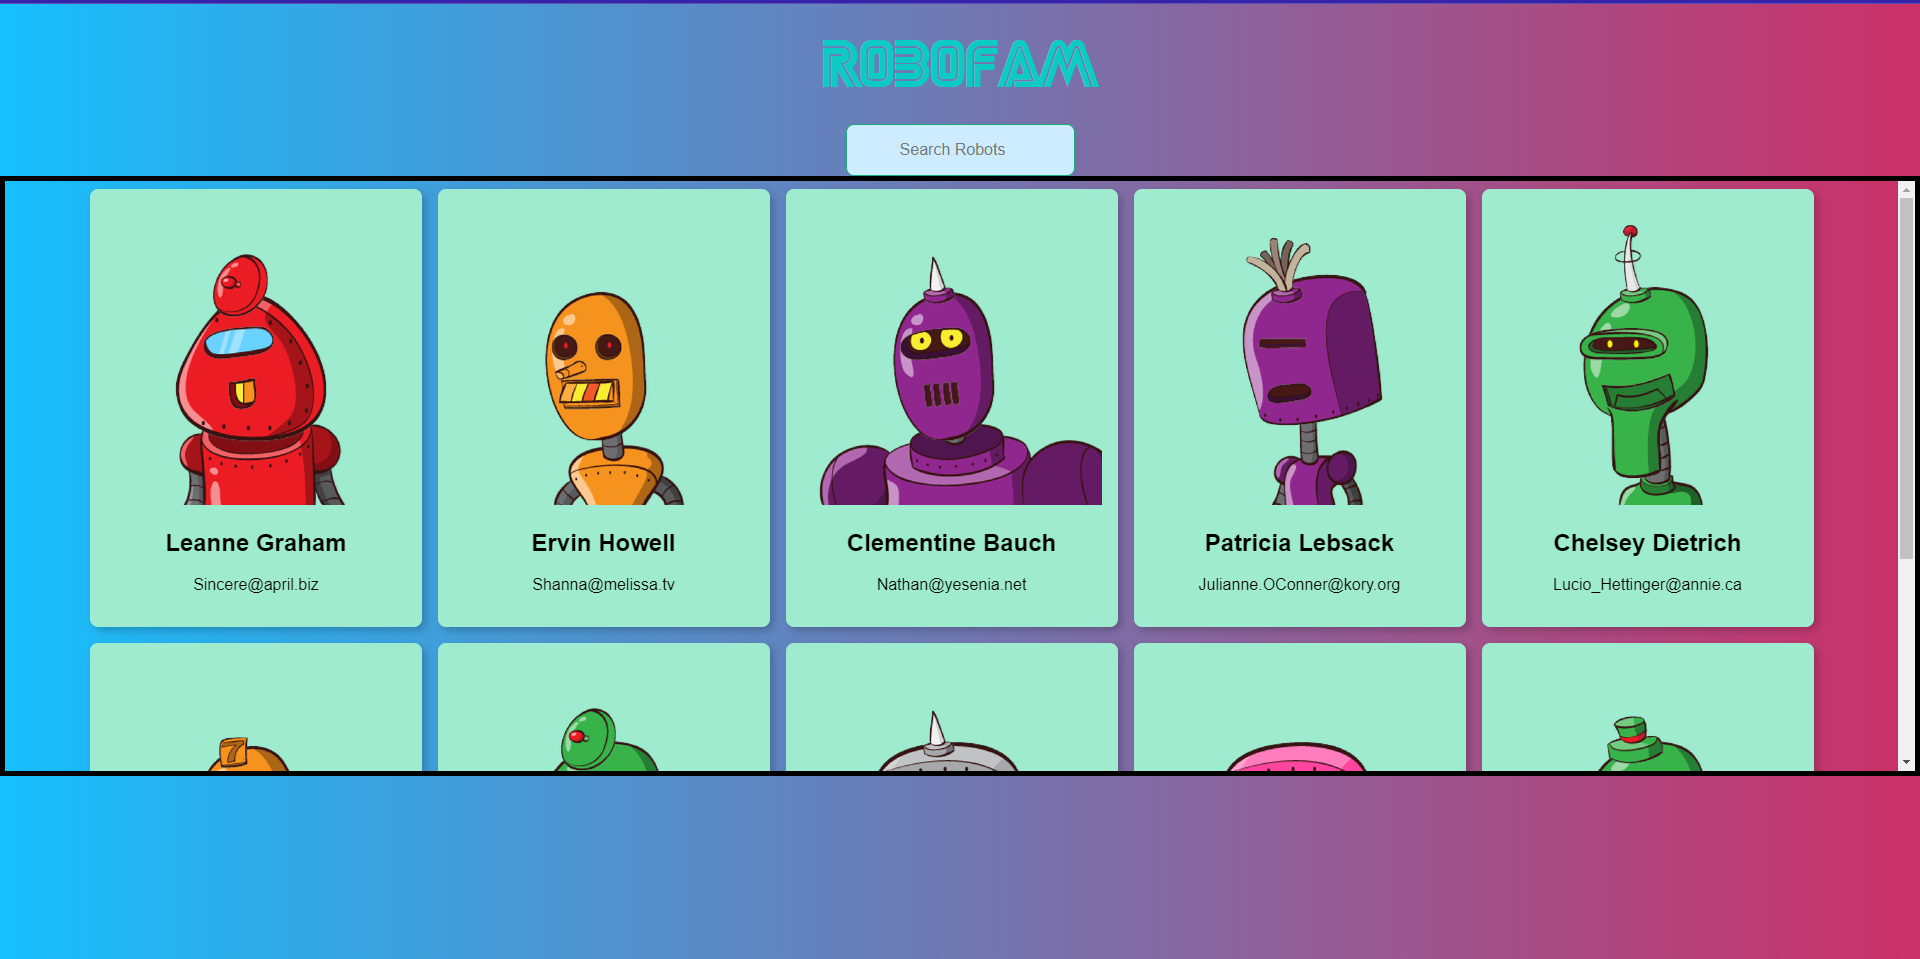 ROBOFAM
Search Robots
Leanne Graham
Sincere@april.biz
Ervin Howell
Shanna@melissa.tv
Clementine Bauch
Nathan@yesenia.net
Patricia Lebsack
Julianne.OConner@kory.org
Chelsey Dietrich
Lucio_Hettinger@annie.ca
7